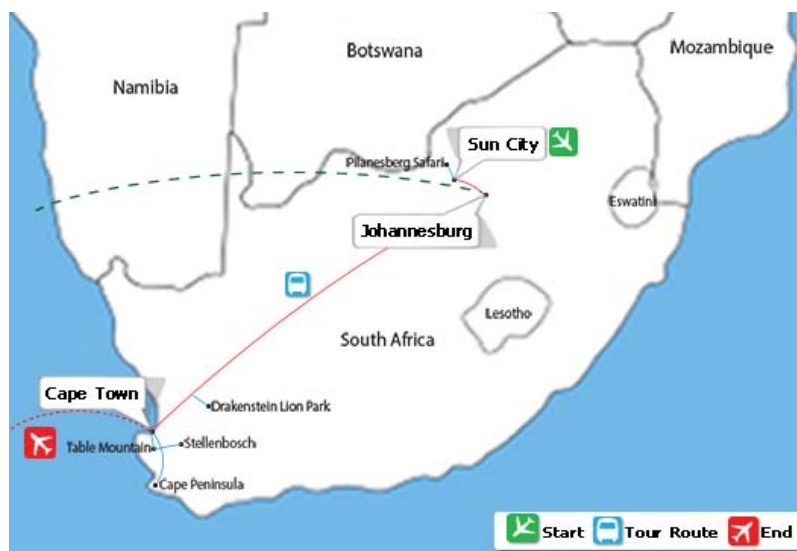 Mozambique
Botswana
Namibia
Sun City
Pilanesberg Safari
Eswatini
Johannesburg
Lesotho
South Africa
Cape Town
Drakenstein Lion Park
Stellenbosch
Table Mountain
Cape Peninsula
Start Tour Route End